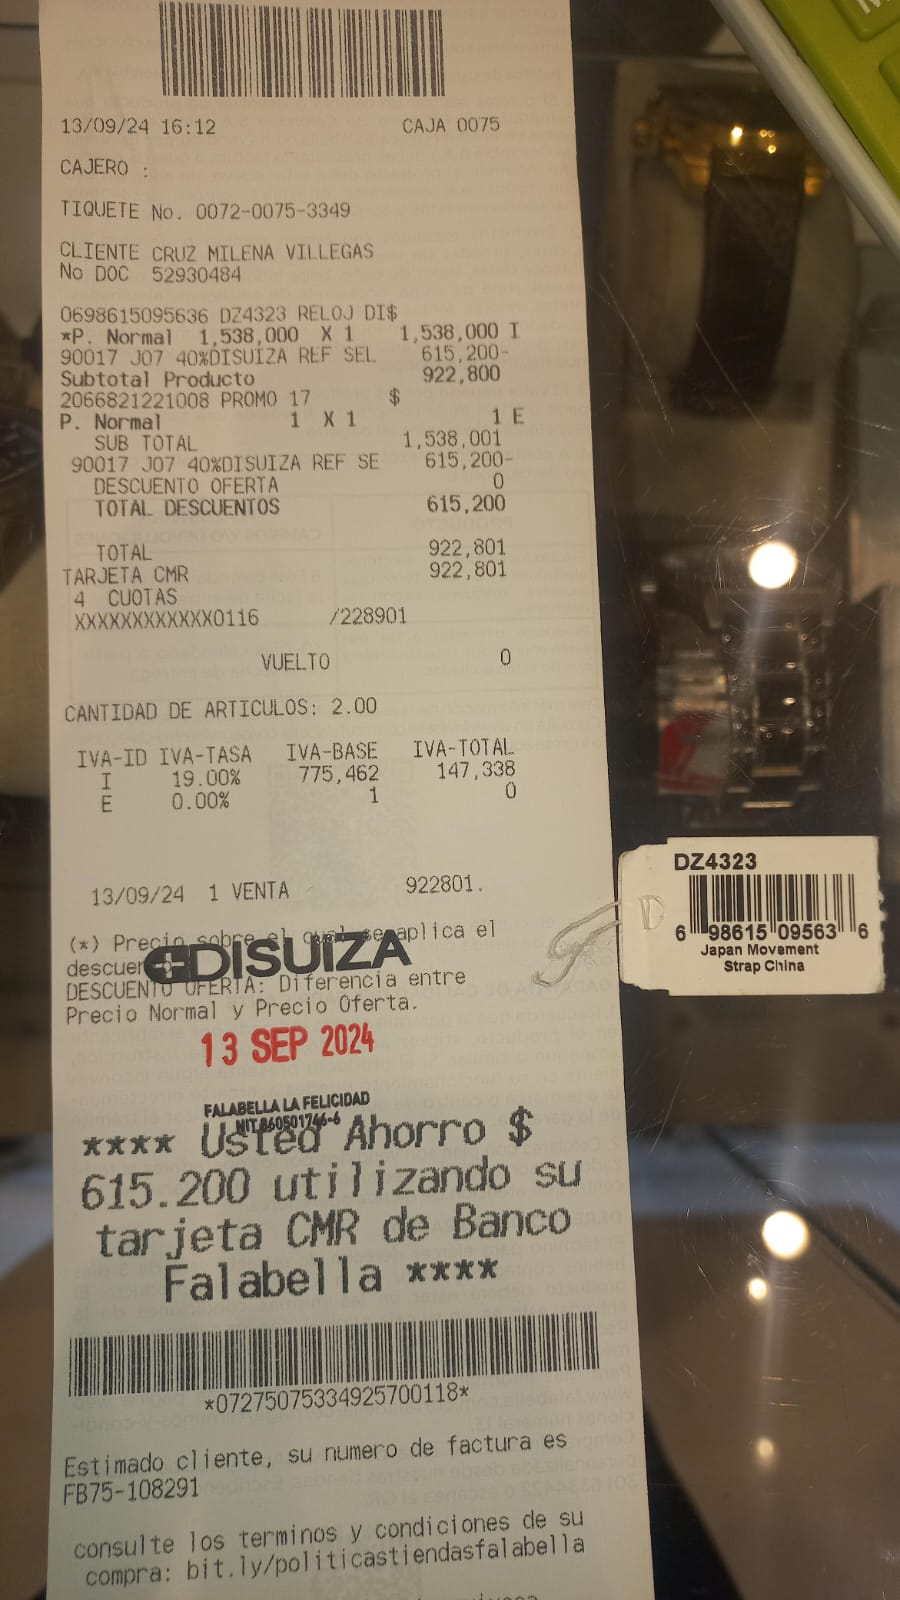 13/09/24 16:12 CAJA 0075
CAJERO :
TIQUETE No. 0072-0075-3349
CLIENTE CRUZ MILENA VILLEGAS
No DOC 52930484
0698615095636 DZ4323 RELOJ DI$
*P. Normal 1,538,000 X 1 1,538,000 I
90017 J07 40%DISUIZA REF SEL 615,200-
Subtotal Producto 922,800
2066821221008 PROMO 17 $
P. Normal 1 X 1 1 E
SUB TOTAL 1,538,001
90017 J07 40%DISUIZA REF SE 615,200-
DESCUENTO OFERTA 0
TOTAL DESCUENTOS 615,200
TOTAL 922,801
TARJETA CMR 922,801
4 CUOTAS
XXXXXXXXXXXX0116 /228901
VUELTO 0
CANTIDAD DE ARTICULOS: 2.00
IVA-ID IVA-TASA IVA-BASE IVA-TOTAL
I 19.00% 775,462 147,338
E 0.00% 1 0
13/09/24 1 VENTA 922801.
(*) Precio sobre el cual se aplica el
descuento
DISUIZA
DESCUENTO OFERTA: Diferencia entre
Precio Normal y Precio Oferta.
13 SEP 2024
FALABELLA LA FELICIDAD
NIT.860501746-6
**** Usted Ahorro $
615.200 utilizando su
tarjeta CMR de Banco
Falabella ****
*07275075334925700118*
Estimado cliente, su numero de factura es
FB75-108291
consulte los terminos y condiciones de su
compra: bit.ly/politicastiendasfalabella
DZ4323
6 98615 09563 6
Japan Movement
Strap China